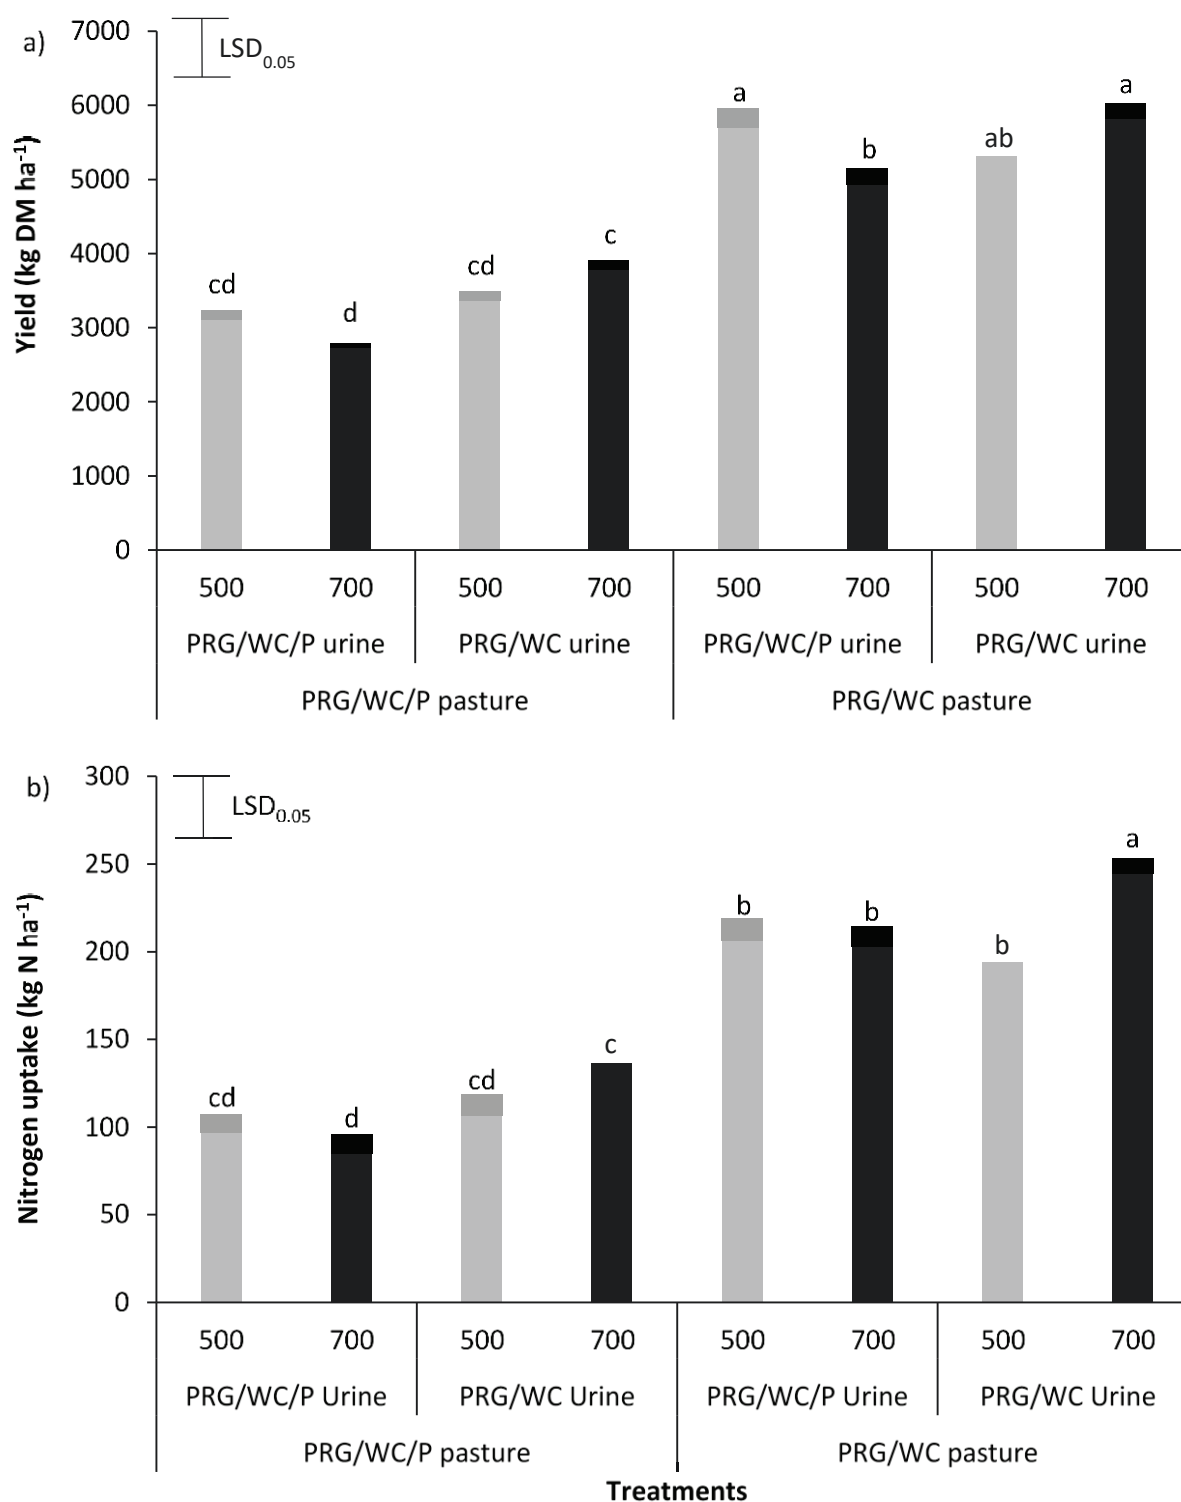 a)
Yield (kg DM ha⁻¹)
7000
6000
5000
4000
3000
2000
1000
0
LSD₀.₀₅
cd
d
cd
c
a
b
ab
a
500 700 500 700 500 700 500 700
PRG/WC/P urine PRG/WC urine PRG/WC/P urine PRG/WC urine
PRG/WC/P pasture PRG/WC pasture
b)
Nitrogen uptake (kg N ha⁻¹)
300
250
200
150
100
50
0
LSD₀.₀₅
cd
d
cd
c
b
b
b
a
500 700 500 700 500 700 500 700
PRG/WC/P Urine PRG/WC Urine PRG/WC/P Urine PRG/WC Urine
PRG/WC/P pasture PRG/WC pasture
Treatments